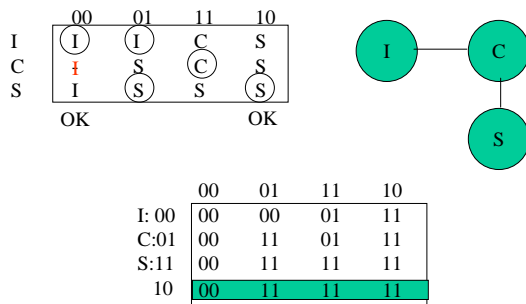 00 01 11 10
I I I C S
C I S C S
S I S S S
OK OK
I C
S
00 01 11 10
I: 00 00 00 01 11
C:01 00 11 01 11
S:11 00 11 11 11
10 00 11 11 11